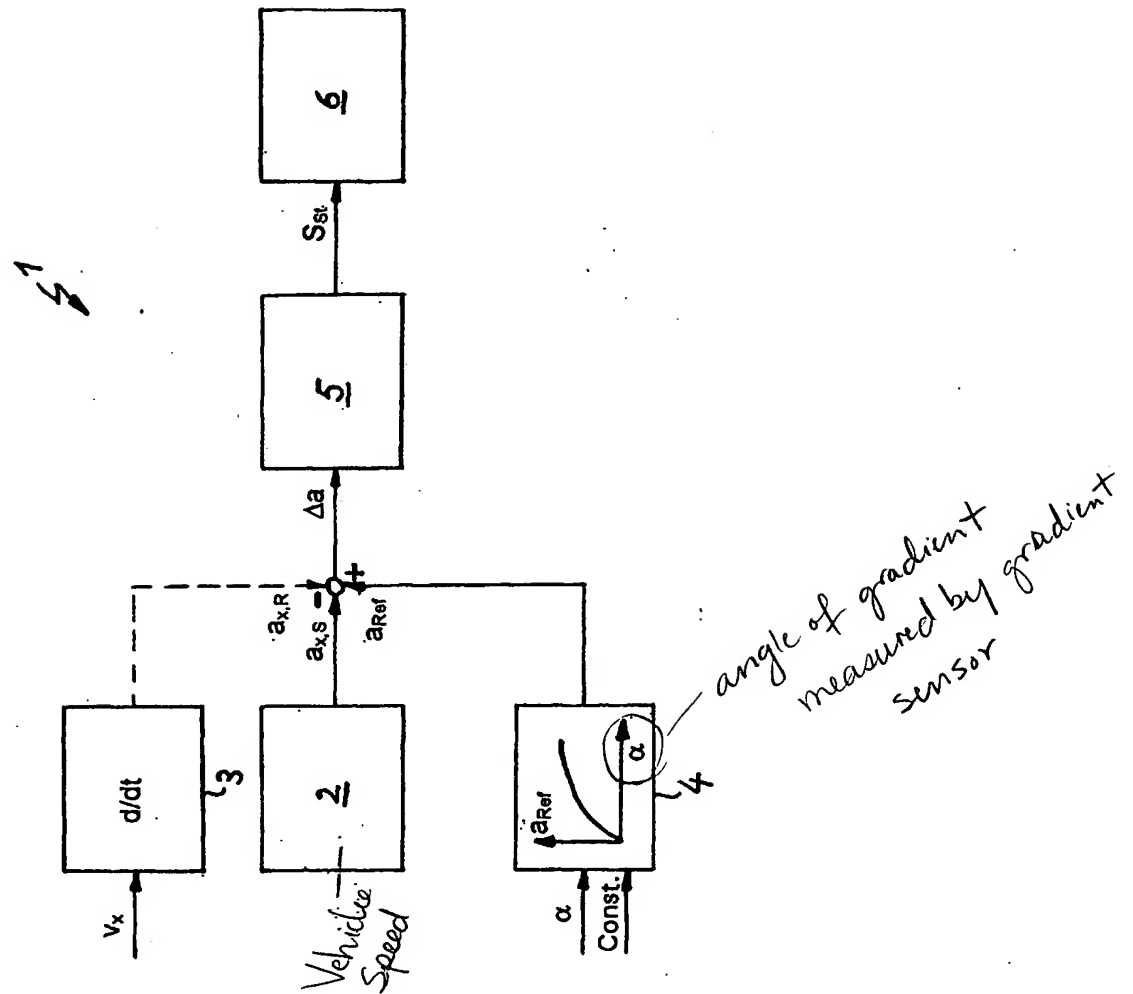 1
6
S_St.
5
Δa
a_x,R
a_x,s
-
+
a_Ref
d/dt
3
V_x
2
Vehidce
Speed
a_Ref
α
4
α
Const.
angle of gradient
measured by gradient
sensor